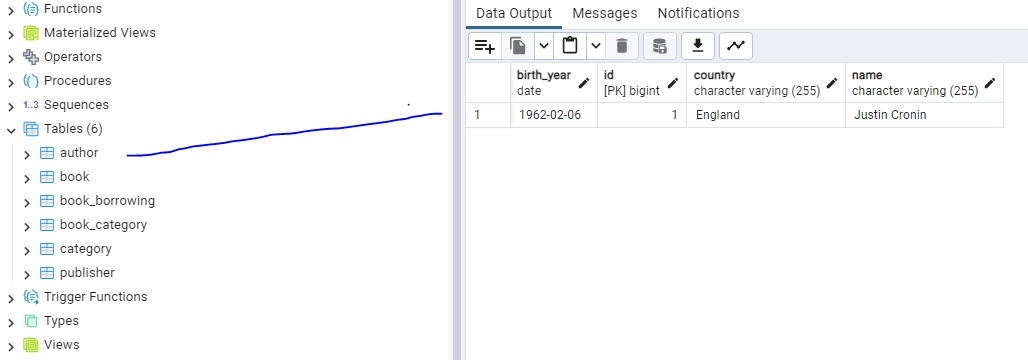 Functions
Materialized Views
Operators
Procedures
1..3 Sequences
Tables (6)
author
book
book_borrowing
book_category
category
publisher
Trigger Functions
Types
Views
Data Output Messages Notifications
birth_year id country name
date [PK] bigint character varying (255) character varying (255)
1 1962-02-06 1 England Justin Cronin